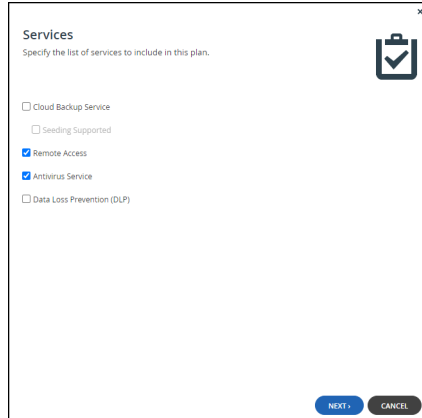 Services
Specify the list of services to include in this plan.
Cloud Backup Service
Seeding Supported
Remote Access
Antivirus Service
Data Loss Prevention (DLP)
NEXT ›
CANCEL